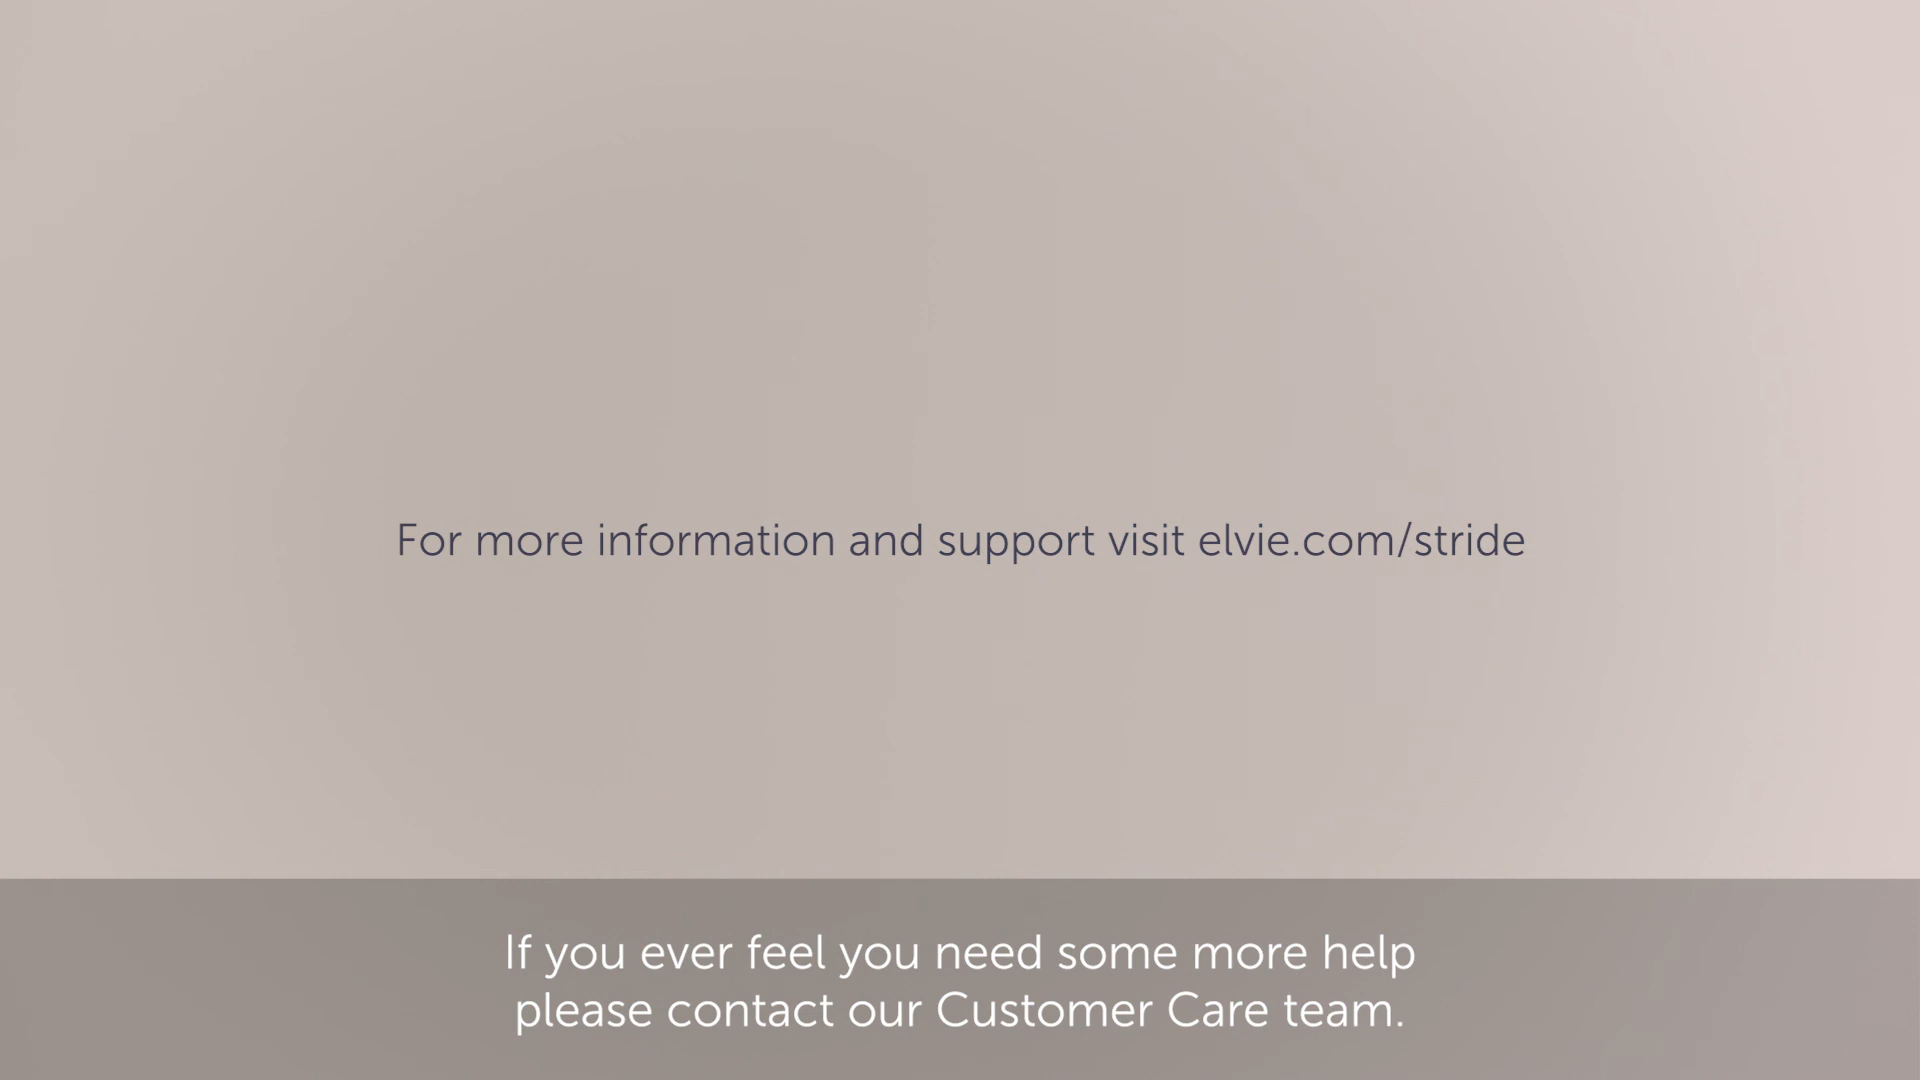 For more information and support visit elvie.com/stride
If you ever feel you need some more help
please contact our Customer Care team.